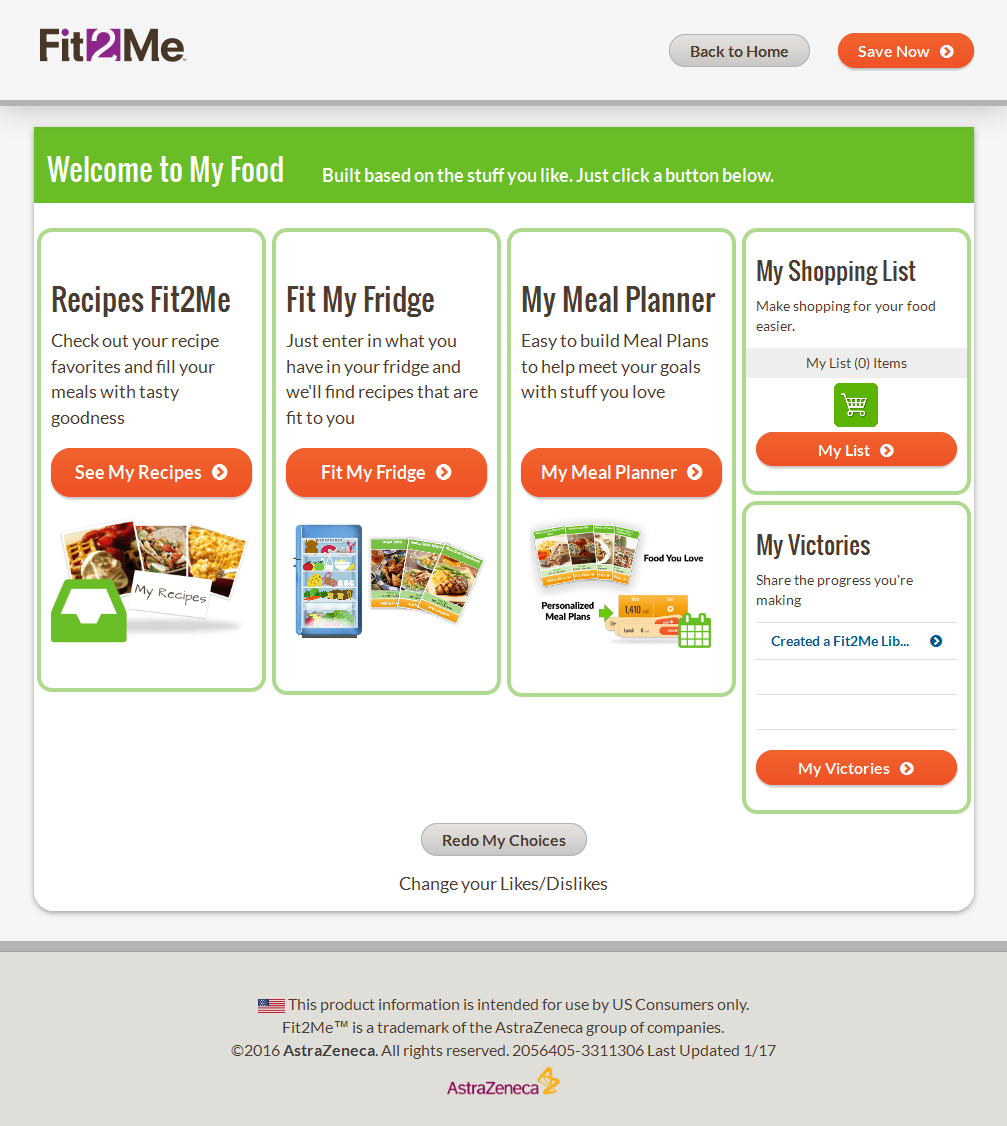 Fit2Me
Back to Home
Save Now
Welcome to My Food
Built based on the stuff you like. Just click a button below.
Recipes Fit2Me
Check out your recipe
favorites and fill your
meals with tasty
goodness
See My Recipes
My Recipes
Fit My Fridge
Just enter in what you
have in your fridge and
we'll find recipes that are
fit to you
Fit My Fridge
My Meal Planner
Easy to build Meal Plans
to help meet your goals
with stuff you love
My Meal Planner
Food You Love
Personalized
Meal Plans
1,410
Lunch
My Shopping List
Make shopping for your food
easier.
My List (0) Items
My List
My Victories
Share the progress you're
making
Created a Fit2Me Lib...
My Victories
Redo My Choices
Change your Likes/Dislikes
This product information is intended for use by US Consumers only.
Fit2Me™ is a trademark of the AstraZeneca group of companies.
©2016 AstraZeneca. All rights reserved. 2056405-3311306 Last Updated 1/17
AstraZeneca